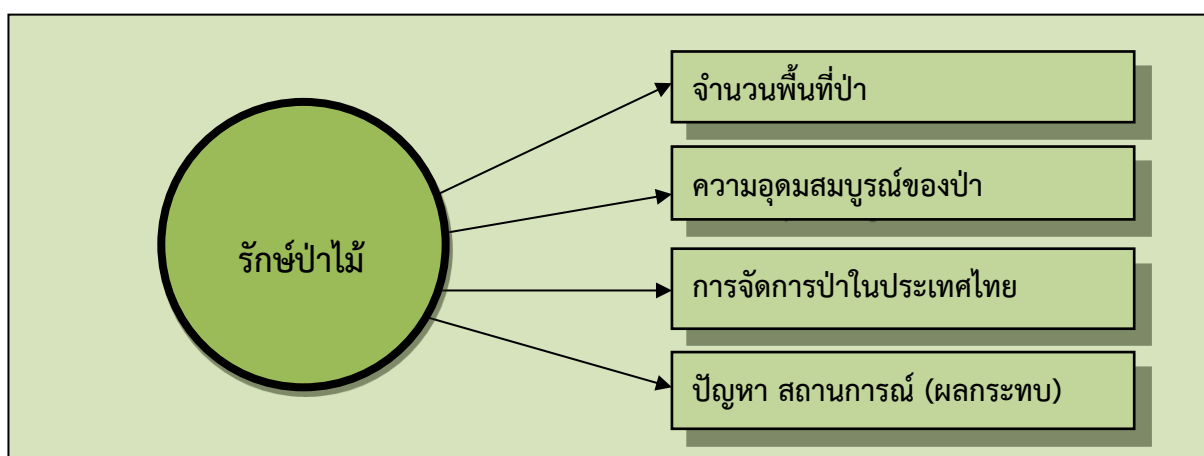 รักษ์ป่าไม้
จำนวนพื้นที่ป่า
ความอุดมสมบูรณ์ของป่า
การจัดการป่าในประเทศไทย
ปัญหา สถานการณ์ (ผลกระทบ)